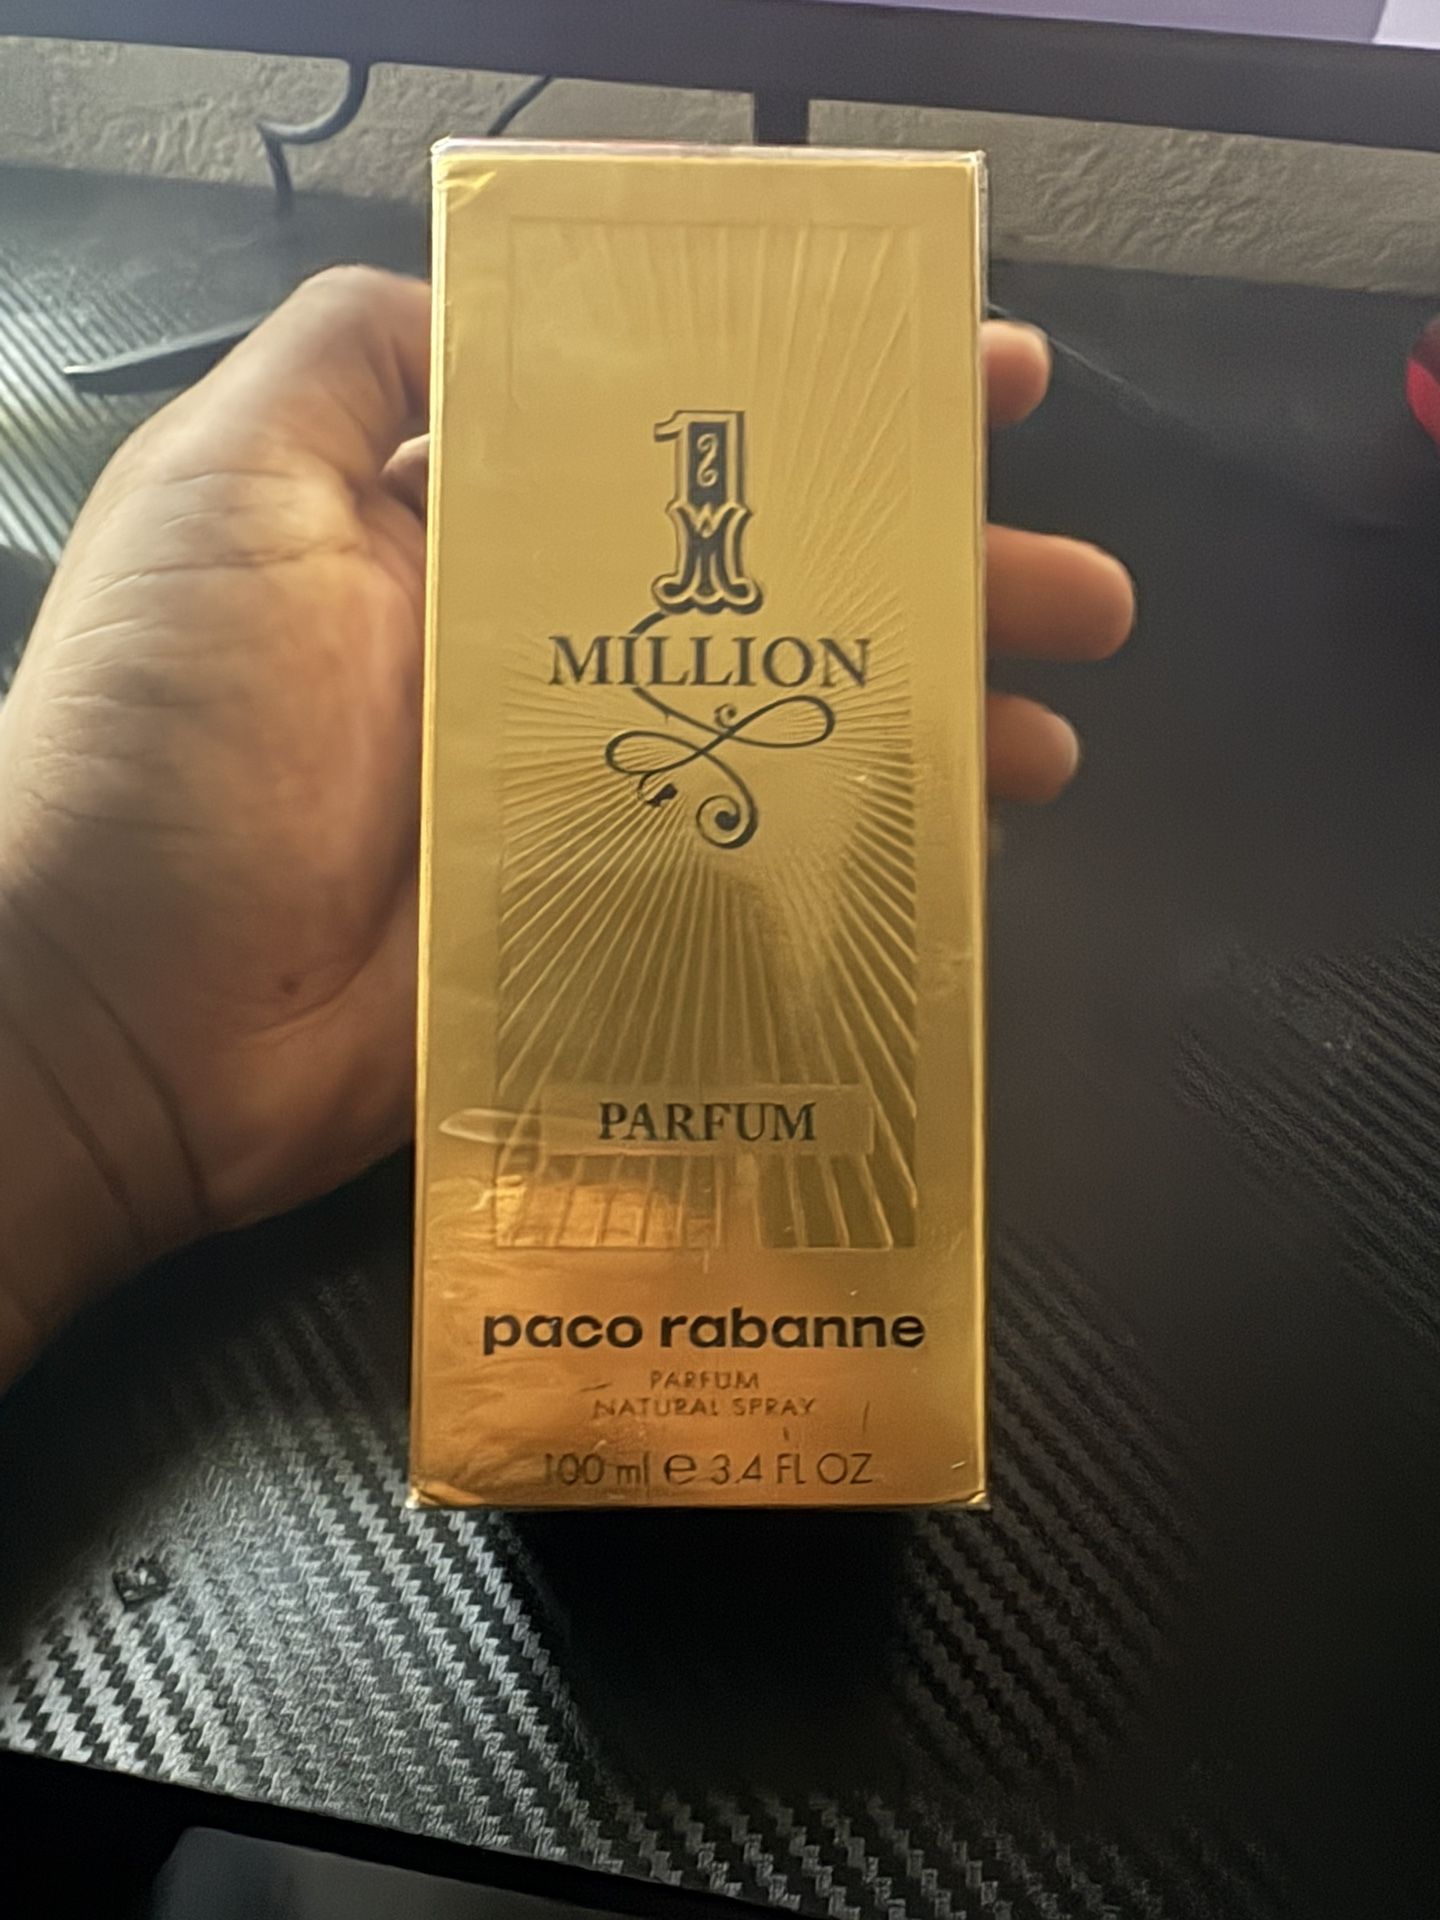 1
MILLION
PARFUM
paco rabanne
PARFUM
NATURAL SPRAY
100 ml e 3.4 FL OZ